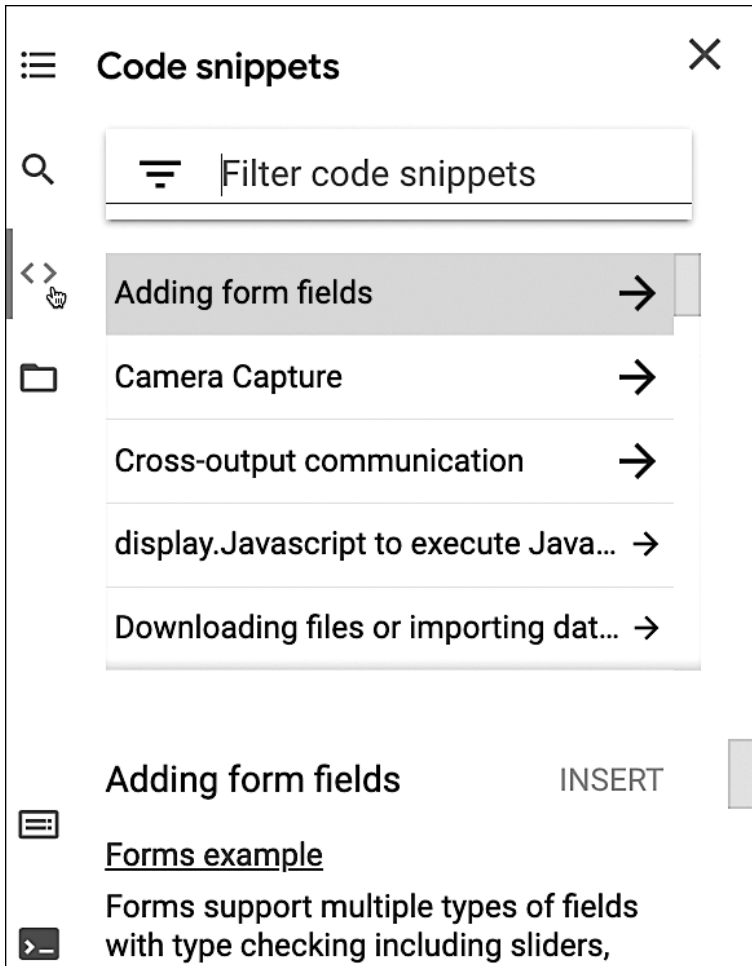 Code snippets
Filter code snippets
Adding form fields
Camera Capture
Cross-output communication
display.Javascript to execute Java...
Downloading files or importing dat...
Adding form fields INSERT
Forms example
Forms support multiple types of fields
with type checking including sliders,